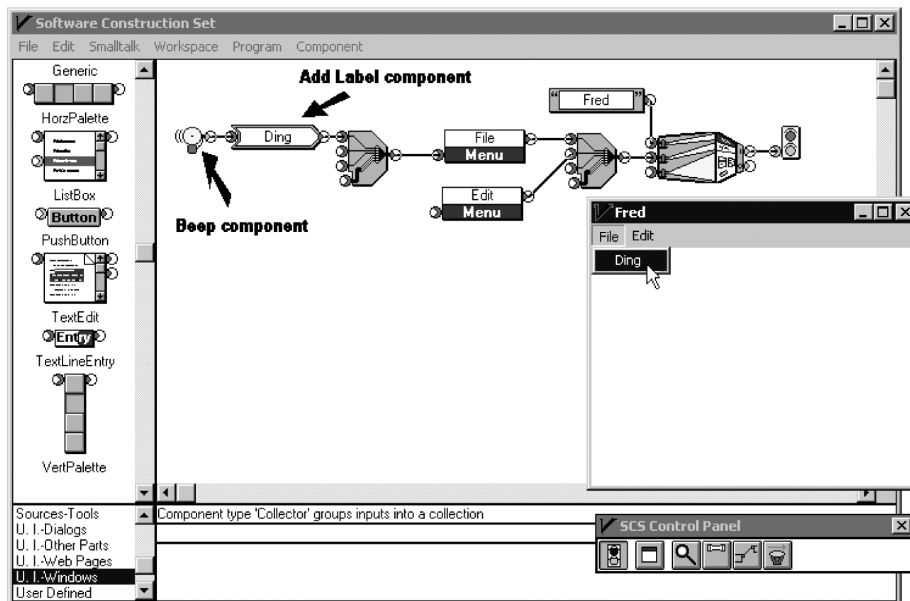 Software Construction Set
File Edit Smalltalk Workspace Program Component
Generic
HorzPalette
ListBox
Button
PushButton
TextEdit
Entry
TextLineEntry
VertPalette
Add Label component
Ding
Beep component
File
Menu
Edit
Menu
“ Fred ”
Fred
File Edit
Ding
Sources-Tools
U. I.-Dialogs
U. I.-Other Parts
U. I.-Web Pages
U. I.-Windows
User Defined
Component type 'Collector' groups inputs into a collection
SCS Control Panel